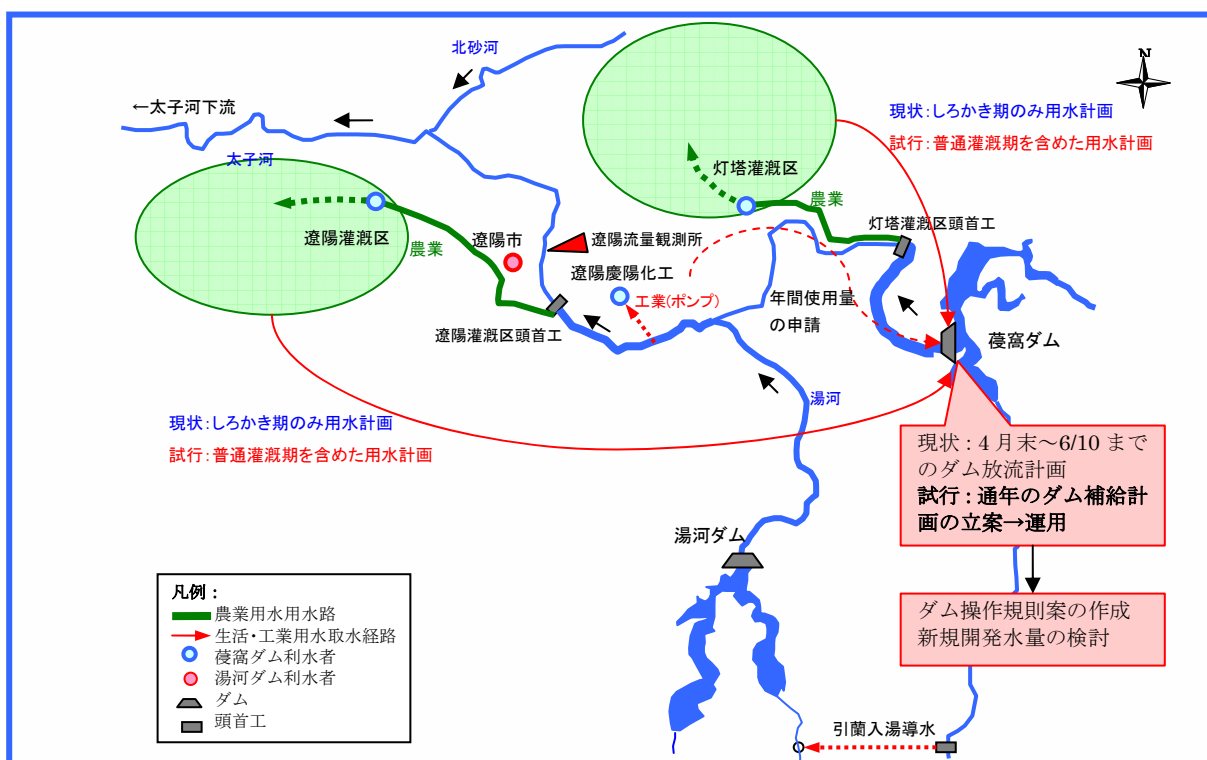 北砂河
N
←太子河下流
太子河
現状：しろかき期のみ用水計画
試行：普通灌漑期を含めた用水計画
灯塔灌漑区
農業
灯塔灌漑区頭首工
遼陽灌漑区
農業
遼陽市
遼陽流量観測所
遼陽慶陽化工
工業(ポンプ)
年間使用量
の申請
遼陽灌漑区頭首工
葠窩ダム
湯河
現状：しろかき期のみ用水計画
試行：普通灌漑期を含めた用水計画
現状：4 月末～6/10 まで
のダム放流計画
試行：通年のダム補給計
画の立案→運用
湯河ダム
凡例：
農業用水用水路
生活・工業用水取水経路
葠窩ダム利水者
湯河ダム利水者
ダム
頭首工
ダム操作規則案の作成
新規開発水量の検討
引蘭入湯導水